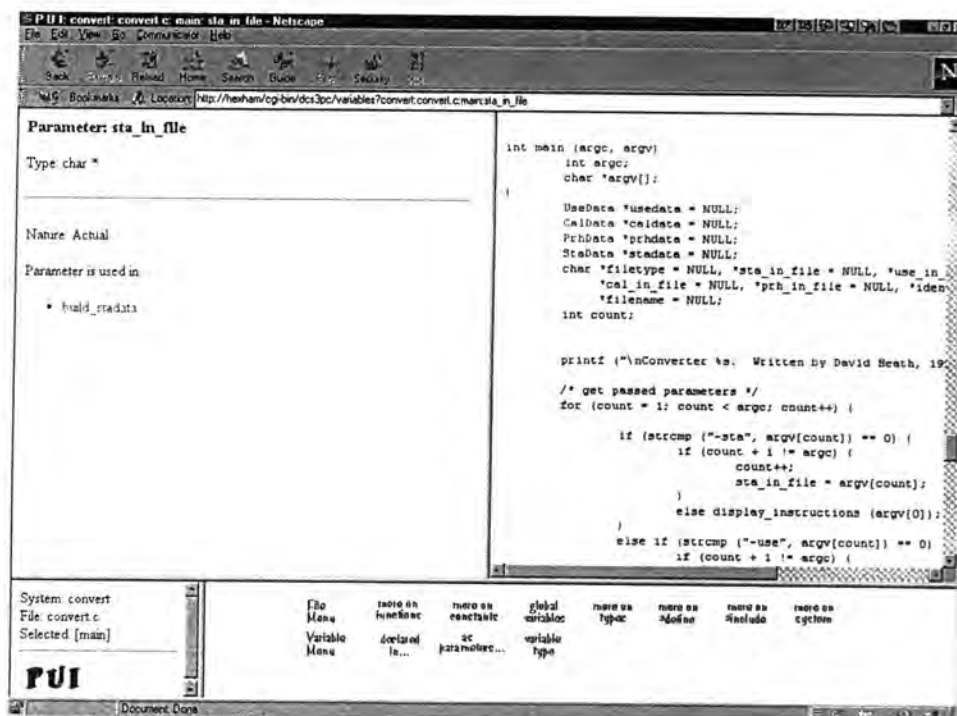 P U I: convert: convert.c: main: sta_in_file - Netscape
File Edit View Go Communicator Help
Back Reload Home Search Guide Security
Bookmarks Location: http://hexham/cgi-bin/dcs3pc/variables?convert:convert.c:main:sta_in_file
N
Parameter: sta_in_file
Type: char *
Nature: Actual
Parameter is used in
• build_stadata
int main (argc, argv)
int argc;
char *argv[];
{
UseData *usedata = NULL;
CalData *caldata = NULL;
PrhData *prhdata = NULL;
StaData *stadata = NULL;
char *filetype = NULL, *sta_in_file = NULL, *use_in_
*cal_in_file = NULL, *prh_in_file = NULL, *iden
*filename = NULL;
int count;
printf ("\nConverter %s. Written by David Heath, 19
/* get passed parameters */
for (count = 1; count < argc; count++) {
if (strcmp ("-sta", argv[count]) == 0) {
if (count + 1 != argc) {
count++;
sta_in_file = argv[count];
}
else display_instructions (argv[0]);
}
else if (strcmp ("-use", argv[count]) == 0)
if (count + 1 != argc) {
System: convert
File: convert.c
Selected: [main]
PUI
File Menu
more on functions
more on constants
global variables
more on types
more on #define
more on #include
more on system
Variable Menu
declared in...
as parameters...
variable type
Document: Done